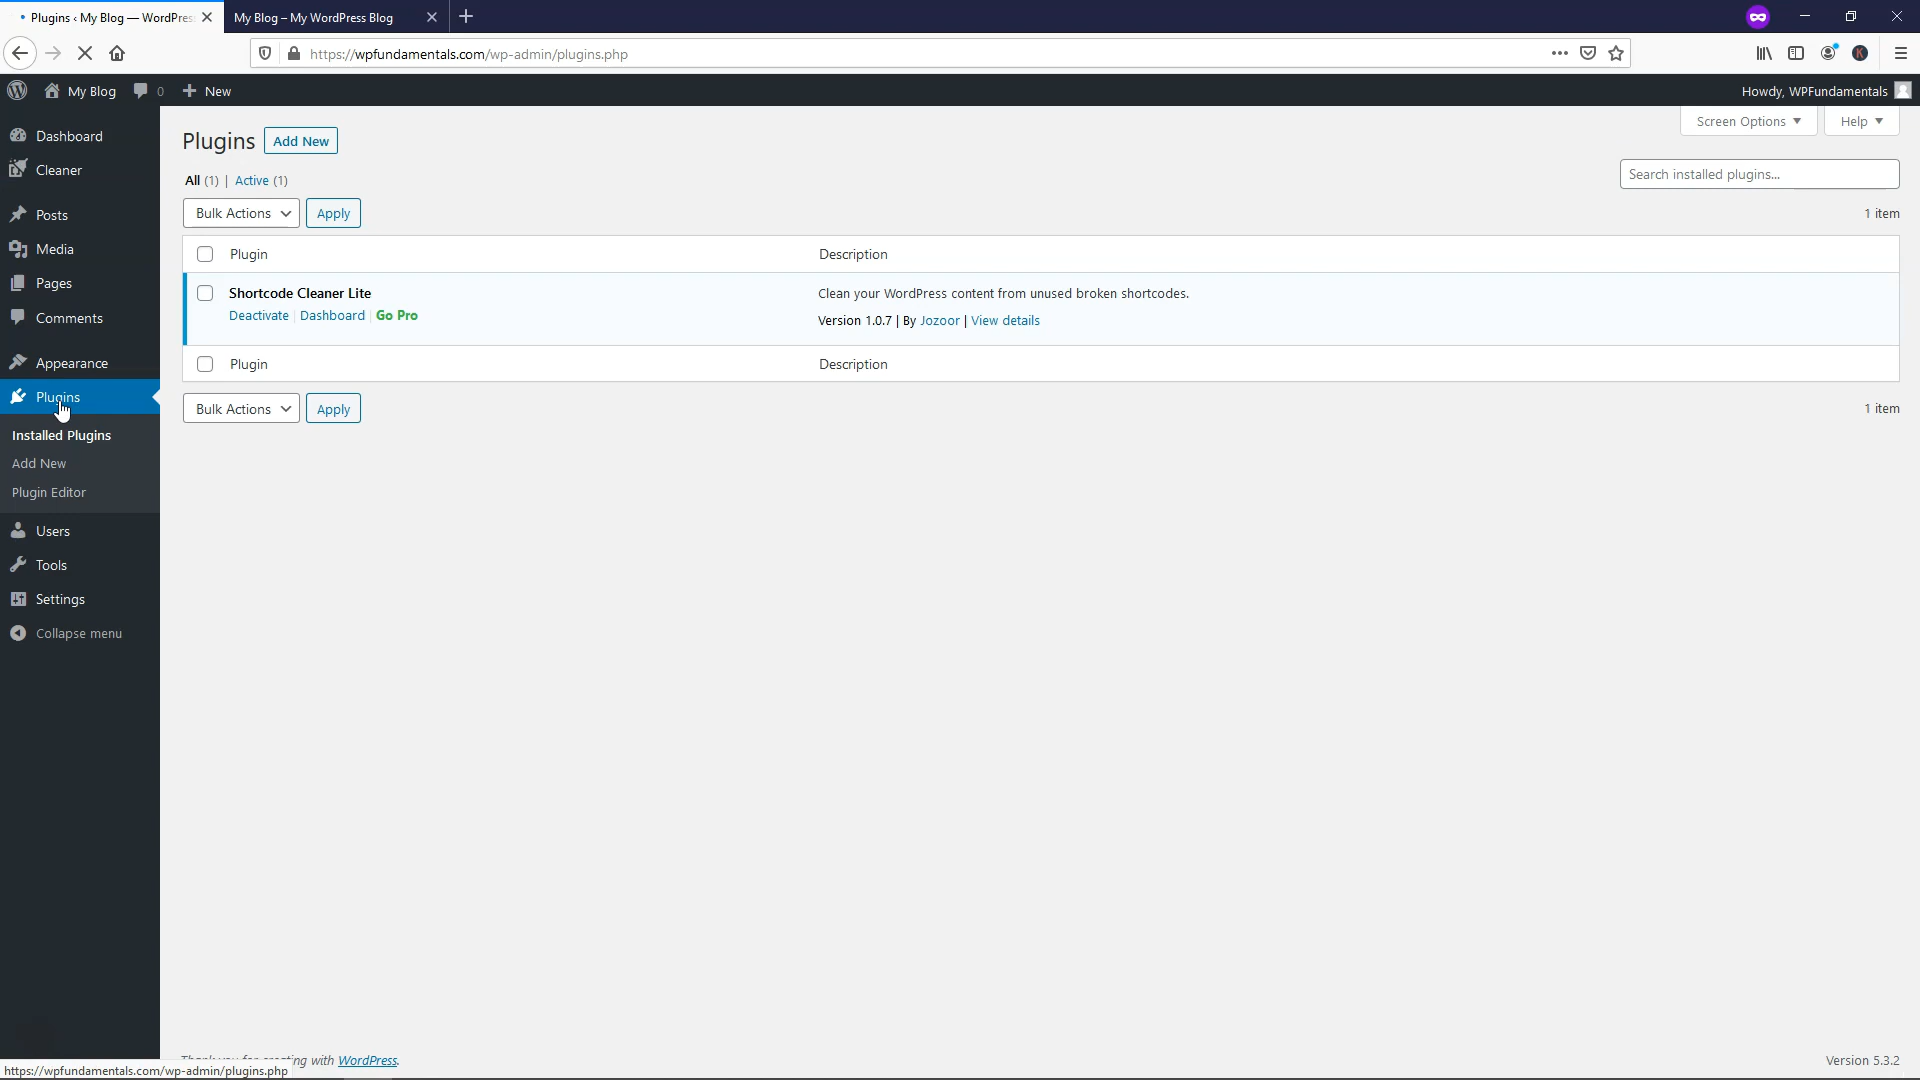 Plugins ‹ My Blog — WordPres
My Blog – My WordPress Blog
https://wpfundamentals.com/wp-admin/plugins.php
My Blog
0
New
Howdy, WPFundamentals
Dashboard
Cleaner
Posts
Media
Pages
Comments
Appearance
Plugins
Installed Plugins
Add New
Plugin Editor
Users
Tools
Settings
Collapse menu
Screen Options
Help
Plugins
Add New
All (1) | Active (1)
Search installed plugins...
Bulk Actions
Apply
1 item
Plugin
Description
Shortcode Cleaner Lite
Deactivate | Dashboard | Go Pro
Clean your WordPress content from unused broken shortcodes.
Version 1.0.7 | By Jozoor | View details
Plugin
Description
Bulk Actions
Apply
1 item
Thank you for creating with WordPress.
Version 5.3.2
https://wpfundamentals.com/wp-admin/plugins.php